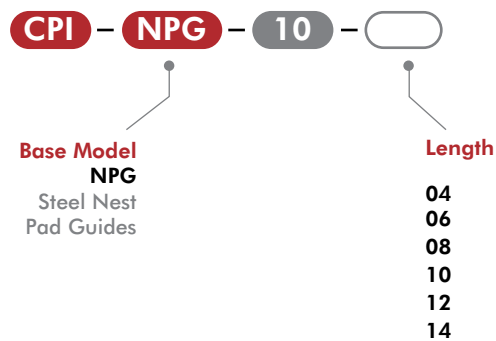 CPI – NPG – 10 –
Base Model
NPG
Steel Nest
Pad Guides
Length
04
06
08
10
12
14